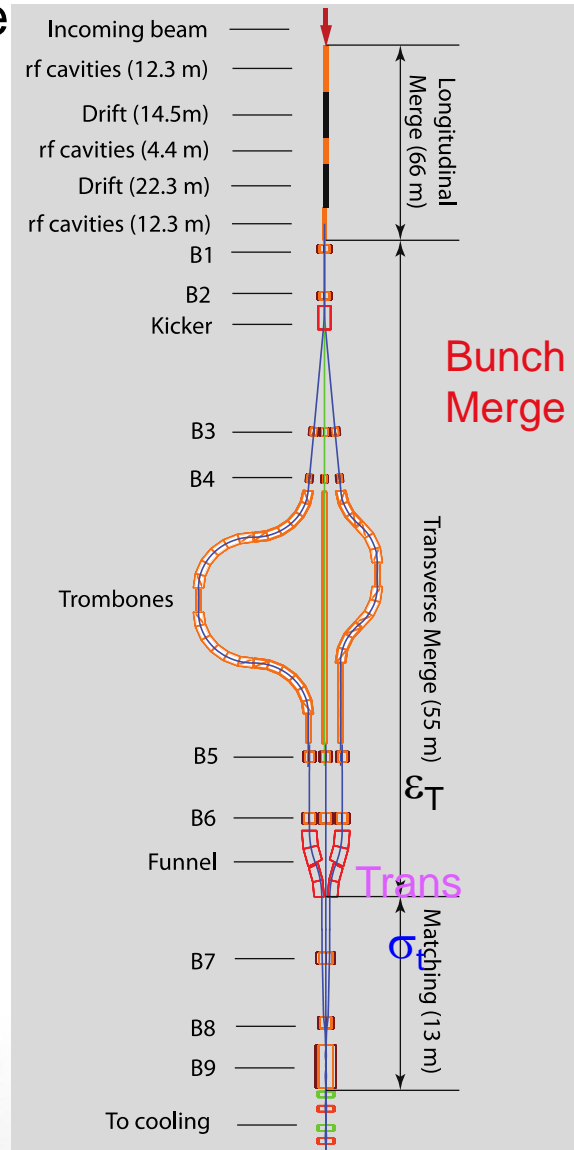 e
Incoming beam
rf cavities (12.3 m)
Drift (14.5m)
rf cavities (4.4 m)
Drift (22.3 m)
rf cavities (12.3 m)
Longitudinal
Merge (66 m)
B1
B2
Kicker
Bunch
Merge
B3
B4
Trombones
Transverse Merge (55 m)
B5
εT
B6
Funnel
Trans
Matching (13 m)
σt
B7
B8
B9
To cooling